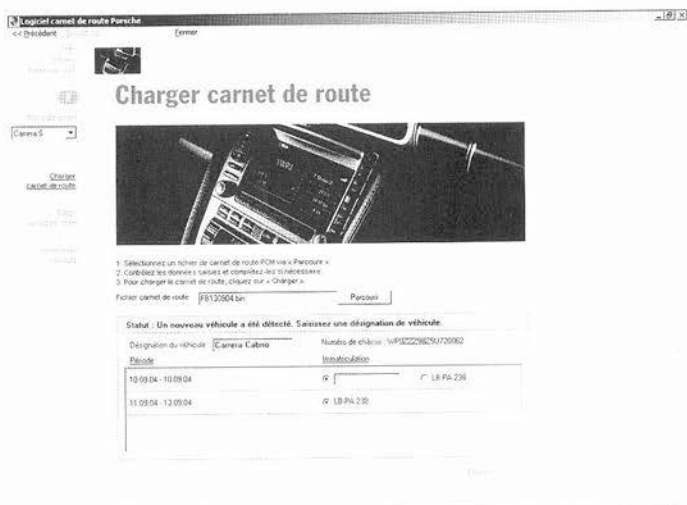 Logiciel carnet de route Porsche
<< Précédent
Fermer
Charger carnet de route
Carrera S
Charger
carnet de route
1. Sélectionnez un fichier de carnet de route PCM via « Parcourir ».
2. Contrôlez les données saisies et complétez-les si nécessaire.
3. Pour charger le carnet de route, cliquez sur « Charger ».
Fichier carnet de route
FB130904.bin
Parcourir
Statut : Un nouveau véhicule a été détecté. Saisissez une désignation de véhicule.
Désignation du véhicule
Carrera Cabrio
Numéro de châssis :
Période
Immatriculation
10.09.04 - 10.09.04
LB-PA 238
11.09.04 - 13.09.04
LB-PA 238